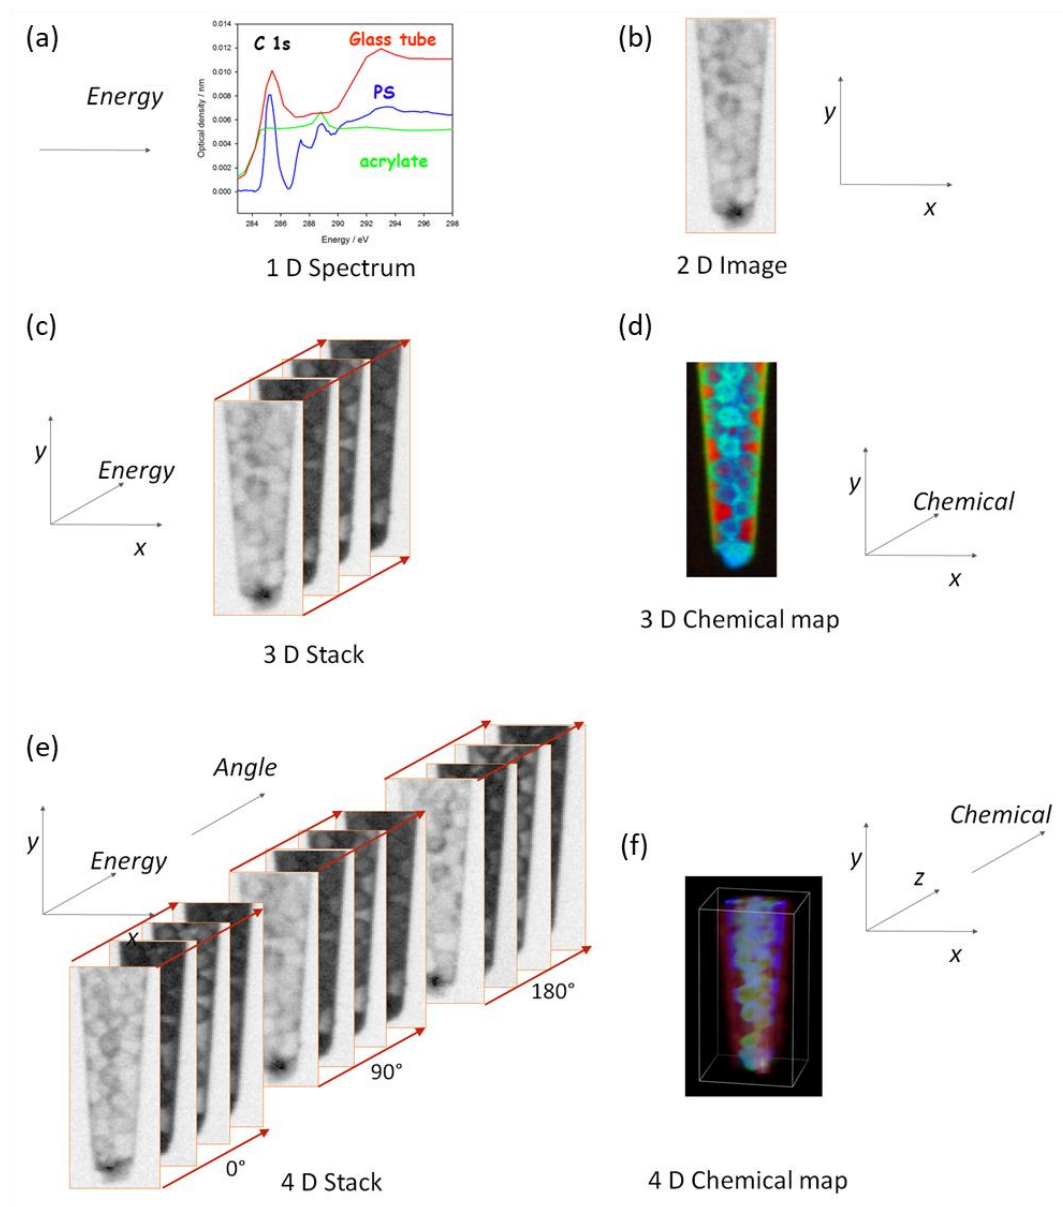 (a)
Energy
0.014
0.012
0.010
0.008
0.006
0.004
0.002
0.000
Optical density / nm
C 1s
Glass tube
PS
acrylate
284
286
288
290
292
294
296
298
Energy / eV
1 D Spectrum
(b)
y
x
2 D Image
(c)
y
Energy
x
3 D Stack
(d)
y
Chemical
x
3 D Chemical map
(e)
Angle
y
Energy
x
0°
90°
180°
4 D Stack
(f)
Chemical
y
z
x
4 D Chemical map